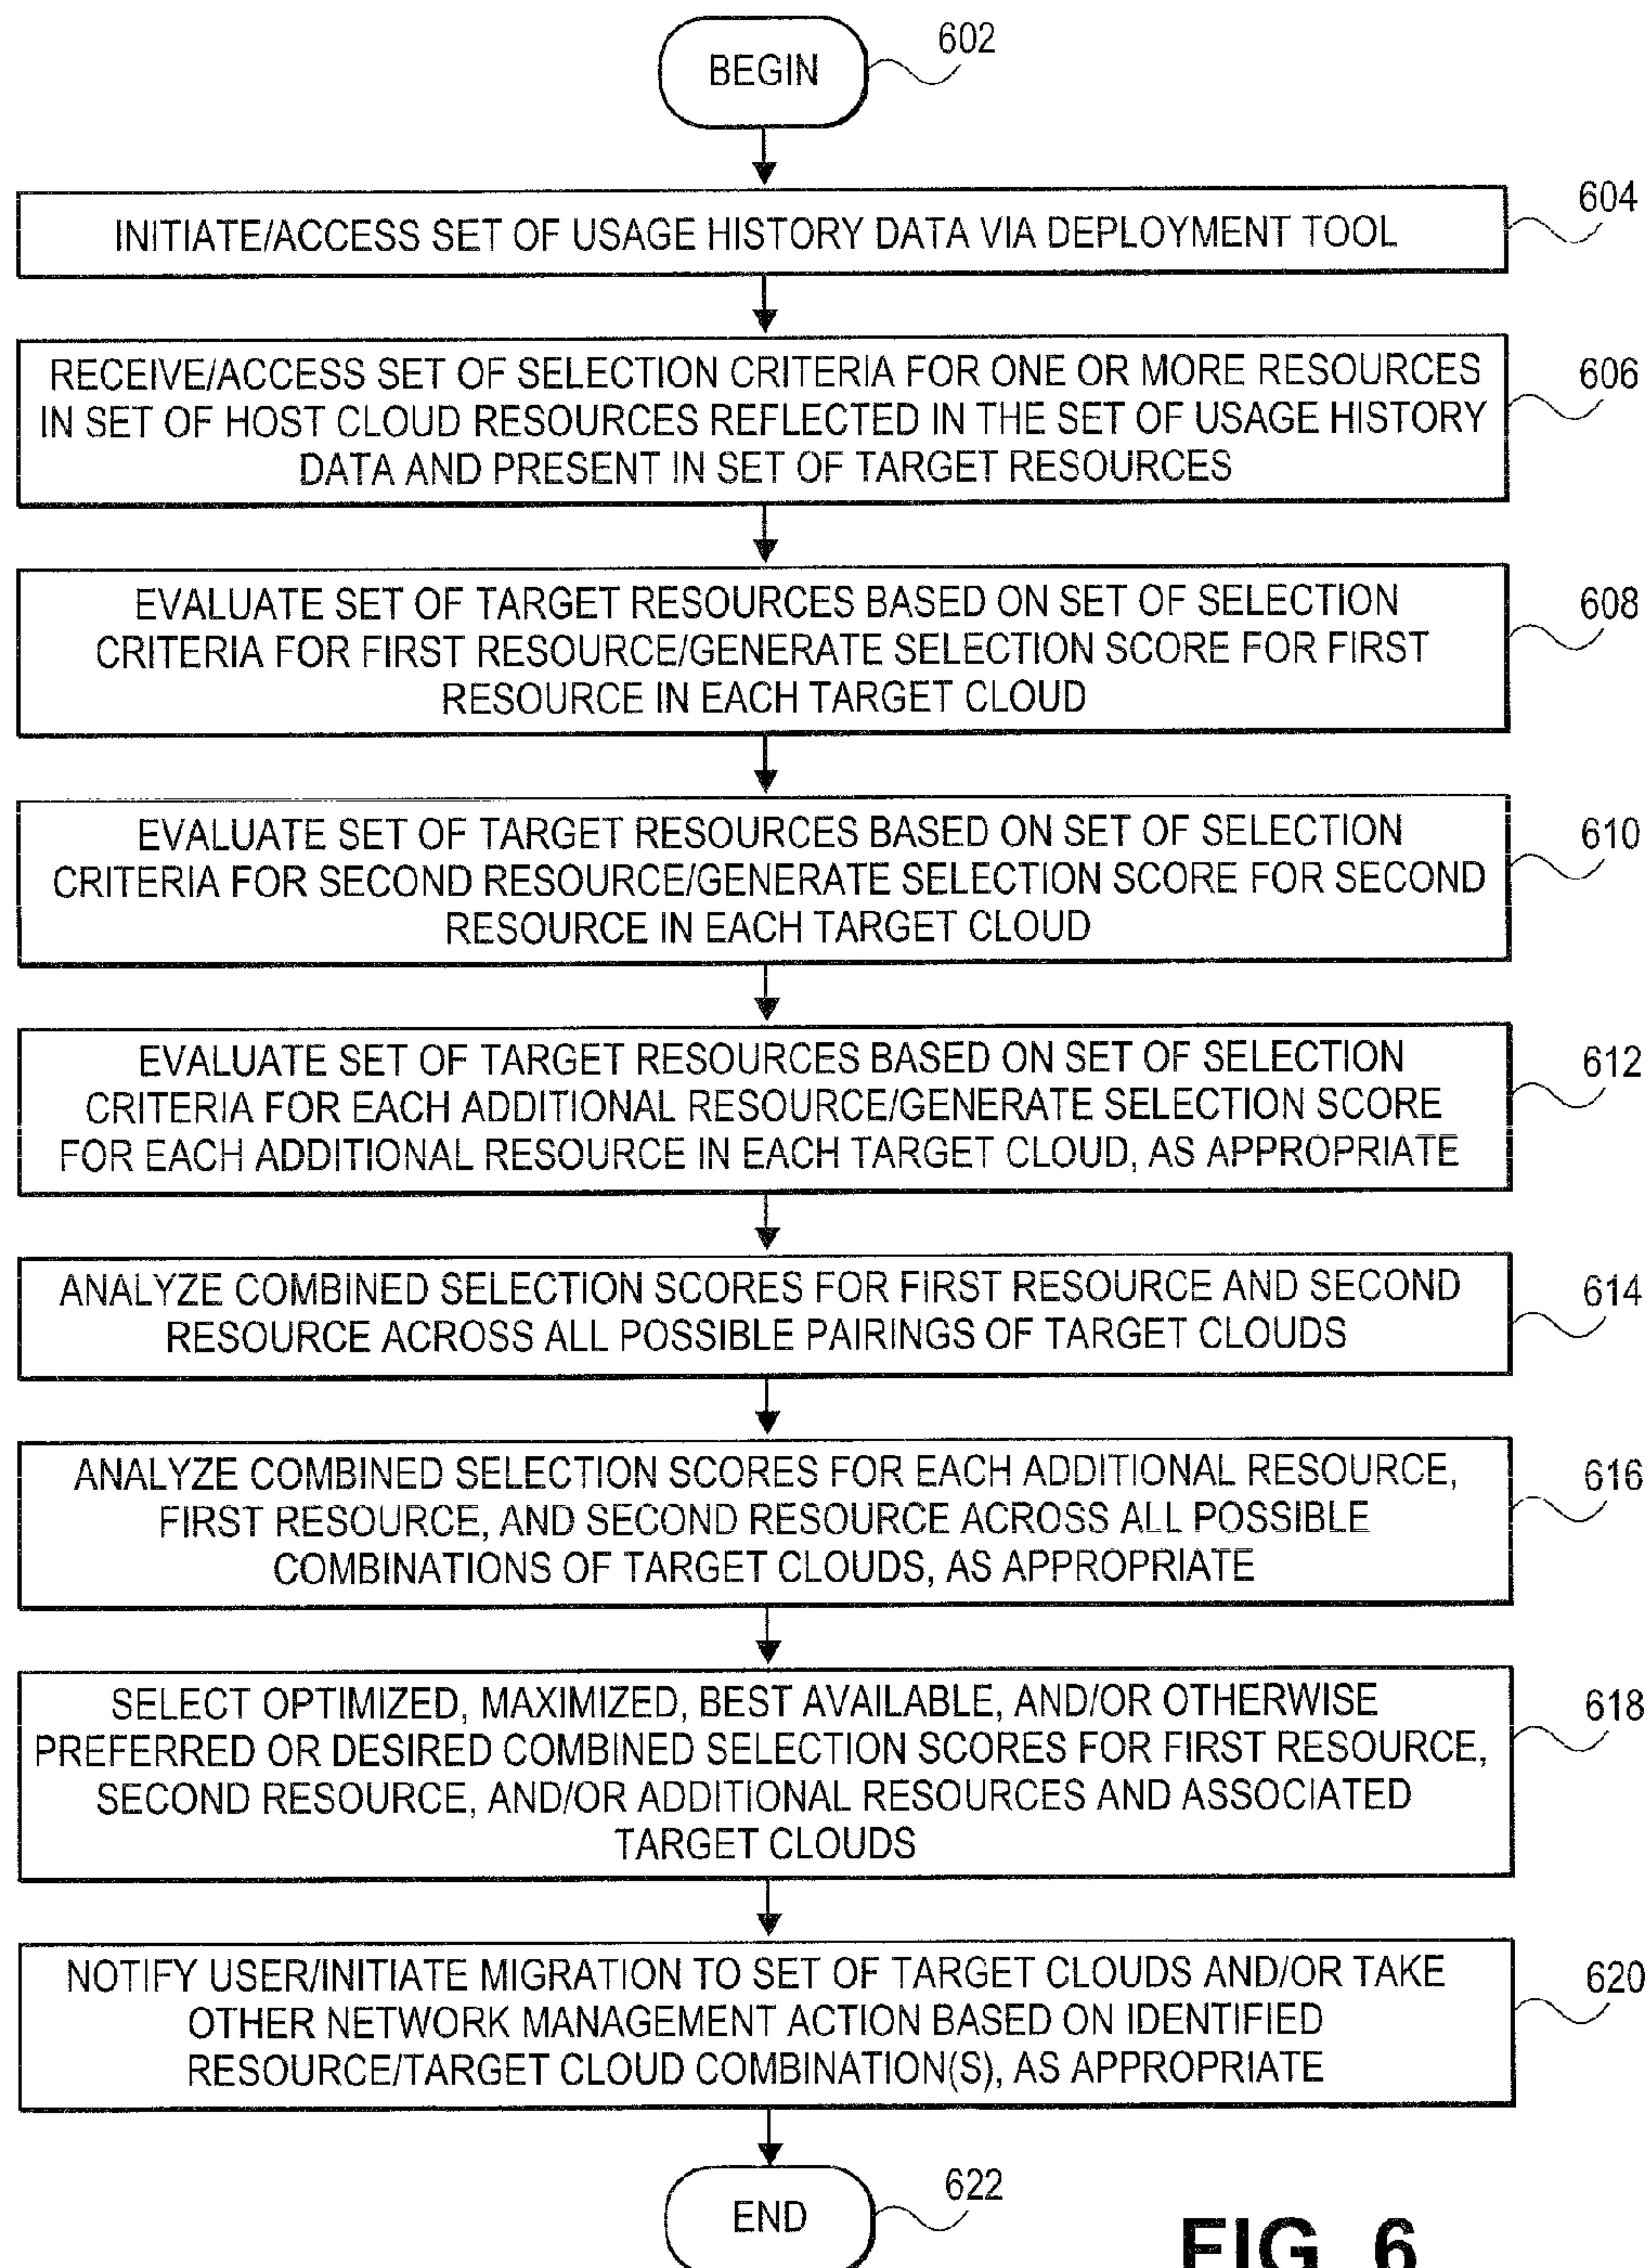 BEGIN
602
INITIATE/ACCESS SET OF USAGE HISTORY DATA VIA DEPLOYMENT TOOL
604
RECEIVE/ACCESS SET OF SELECTION CRITERIA FOR ONE OR MORE RESOURCES
IN SET OF HOST CLOUD RESOURCES REFLECTED IN THE SET OF USAGE HISTORY
DATA AND PRESENT IN SET OF TARGET RESOURCES
606
EVALUATE SET OF TARGET RESOURCES BASED ON SET OF SELECTION
CRITERIA FOR FIRST RESOURCE/GENERATE SELECTION SCORE FOR FIRST
RESOURCE IN EACH TARGET CLOUD
608
EVALUATE SET OF TARGET RESOURCES BASED ON SET OF SELECTION
CRITERIA FOR SECOND RESOURCE/GENERATE SELECTION SCORE FOR SECOND
RESOURCE IN EACH TARGET CLOUD
610
EVALUATE SET OF TARGET RESOURCES BASED ON SET OF SELECTION
CRITERIA FOR EACH ADDITIONAL RESOURCE/GENERATE SELECTION SCORE
FOR EACH ADDITIONAL RESOURCE IN EACH TARGET CLOUD, AS APPROPRIATE
612
ANALYZE COMBINED SELECTION SCORES FOR FIRST RESOURCE AND SECOND
RESOURCE ACROSS ALL POSSIBLE PAIRINGS OF TARGET CLOUDS
614
ANALYZE COMBINED SELECTION SCORES FOR EACH ADDITIONAL RESOURCE,
FIRST RESOURCE, AND SECOND RESOURCE ACROSS ALL POSSIBLE
COMBINATIONS OF TARGET CLOUDS, AS APPROPRIATE
616
SELECT OPTIMIZED, MAXIMIZED, BEST AVAILABLE, AND/OR OTHERWISE
PREFERRED OR DESIRED COMBINED SELECTION SCORES FOR FIRST RESOURCE,
SECOND RESOURCE, AND/OR ADDITIONAL RESOURCES AND ASSOCIATED
TARGET CLOUDS
618
NOTIFY USER/INITIATE MIGRATION TO SET OF TARGET CLOUDS AND/OR TAKE
OTHER NETWORK MANAGEMENT ACTION BASED ON IDENTIFIED
RESOURCE/TARGET CLOUD COMBINATION(S), AS APPROPRIATE
620
END
622
FIG. 6